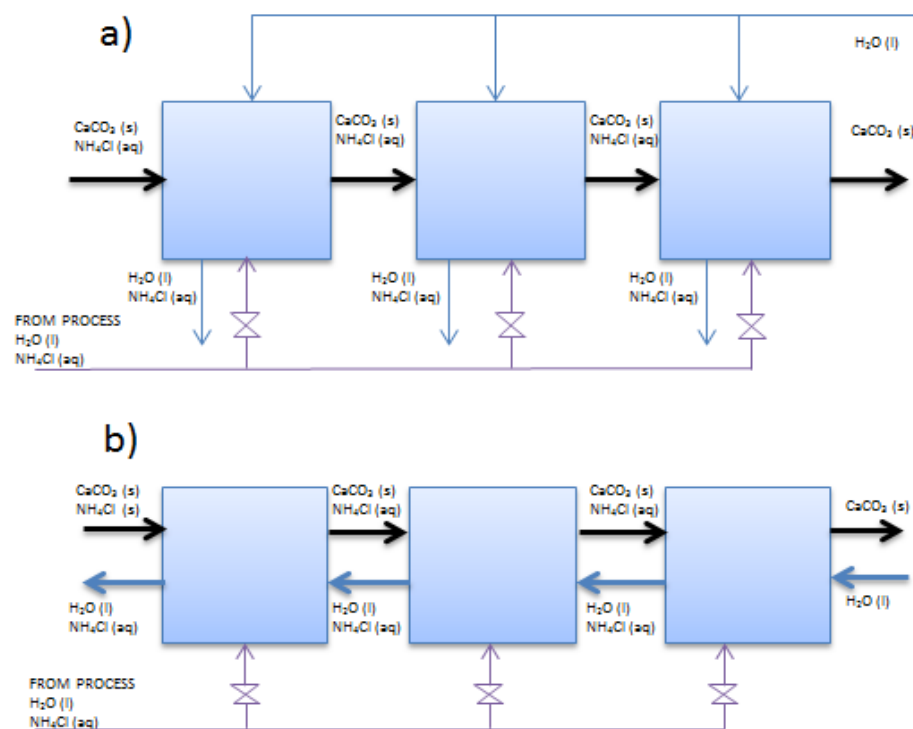 a)
H₂O (l)
CaCO₃ (s)
NH₄Cl (aq)
CaCO₃ (s)
NH₄Cl (aq)
CaCO₃ (s)
NH₄Cl (aq)
CaCO₃ (s)
H₂O (l)
NH₄Cl (aq)
H₂O (l)
NH₄Cl (aq)
H₂O (l)
NH₄Cl (aq)
FROM PROCESS
H₂O (l)
NH₄Cl (aq)
b)
CaCO₃ (s)
NH₄Cl (s)
CaCO₃ (s)
NH₄Cl (aq)
CaCO₃ (s)
NH₄Cl (aq)
CaCO₃ (s)
H₂O (l)
NH₄Cl (aq)
H₂O (l)
NH₄Cl (aq)
H₂O (l)
NH₄Cl (aq)
H₂O (l)
FROM PROCESS
H₂O (l)
NH₄Cl (aq)